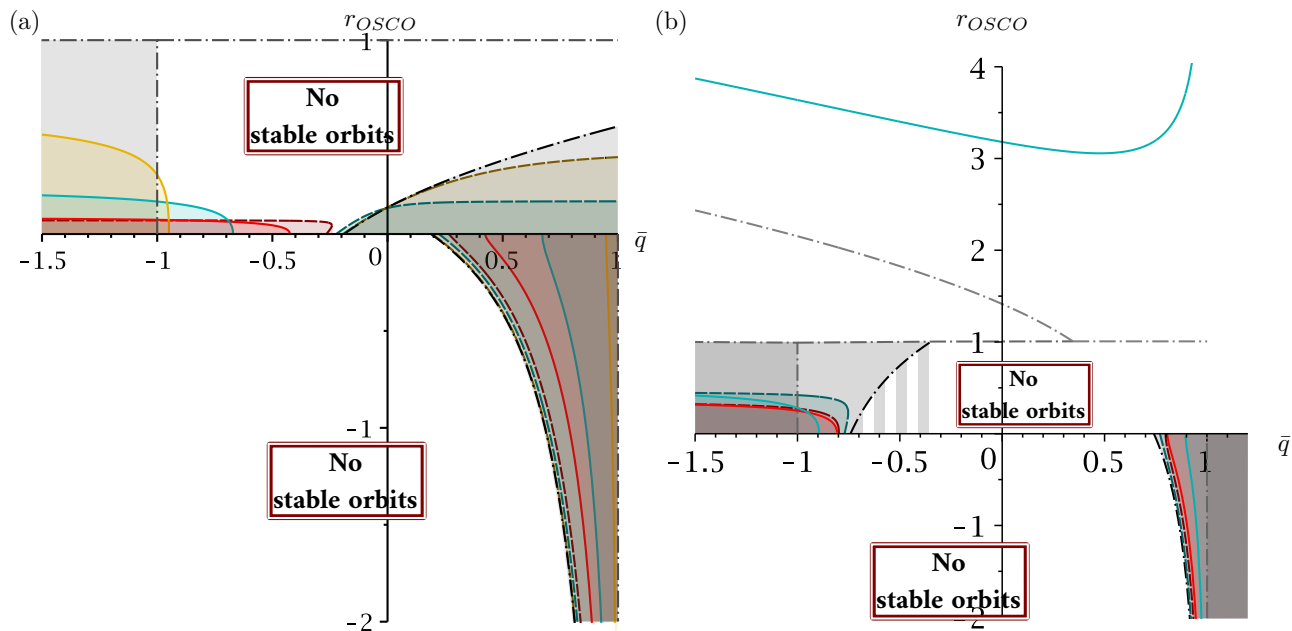 (a)
r_{OSCO}
1
No
stable orbits
-1.5
-1
-0.5
0
0.5
1
q̄
-1
No
stable orbits
-2
(b)
r_{OSCO}
4
3
2
1
No
stable orbits
-1.5
-1
-0.5
0
0.5
1
q̄
-1
No
stable orbits
-2